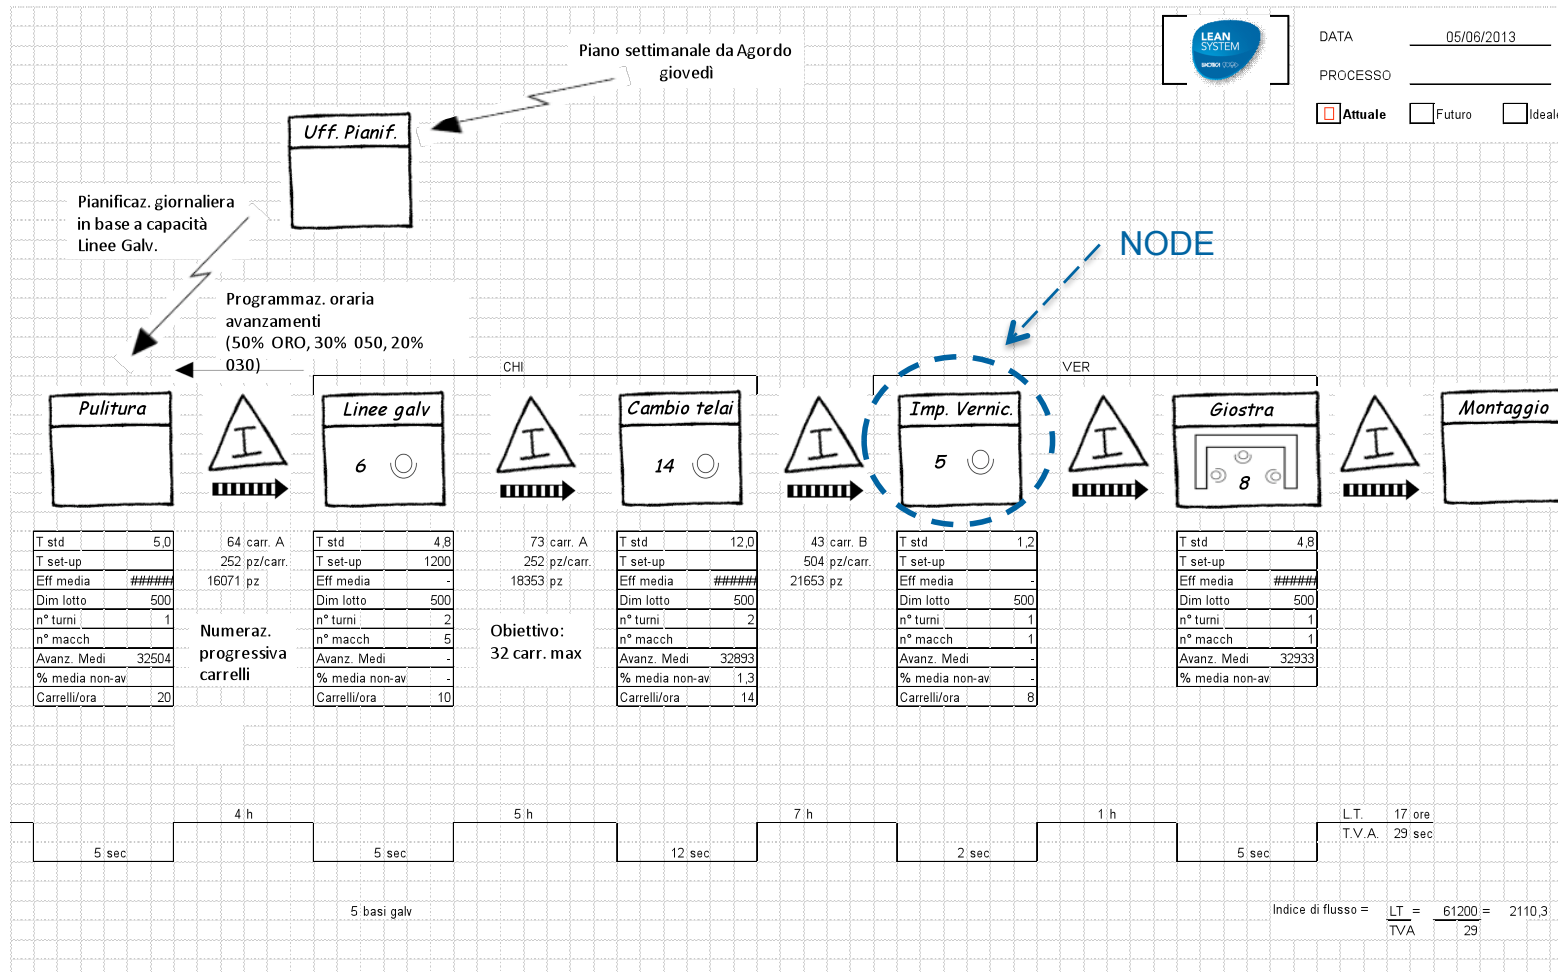 Piano settimanale da Agordo
giovedì
LEAN
SYSTEM
DATA 05/06/2013
PROCESSO
Attuale Futuro Ideale
Uff. Pianif.
Pianificaz. giornaliera
in base a capacità
Linee Galv.
NODE
Programmaz. oraria
avanzamenti
(50% ORO, 30% 050, 20%
030)
CHI VER
Pulitura Linee galv Cambio telai Imp. Vernic. Giostra Montaggio
I I I I I
6 14 5 8
T std 5,0
T set-up
Eff media ######
Dim lotto 500
n° turni 1
n° macch
Avanz. Medi 32504
% media non-av
Carrelli/ora 20
64 carr. A
252 pz/carr.
16071 pz
Numeraz.
progressiva
carrelli
T std 4,8
T set-up 1200
Eff media -
Dim lotto 500
n° turni 2
n° macch 5
Avanz. Medi -
% media non-av -
Carrelli/ora 10
73 carr. A
252 pz/carr.
18353 pz
Obiettivo:
32 carr. max
T std 12,0
T set-up
Eff media ######
Dim lotto 500
n° turni 2
n° macch
Avanz. Medi 32893
% media non-av 1,3
Carrelli/ora 14
43 carr. B
504 pz/carr.
21653 pz
T std 1,2
T set-up
Eff media -
Dim lotto 500
n° turni 1
n° macch 1
Avanz. Medi -
% media non-av -
Carrelli/ora 8
T std 4,8
T set-up
Eff media ######
Dim lotto 500
n° turni 1
n° macch 1
Avanz. Medi 32933
% media non-av
4 h 5 h 7 h 1 h
L.T. 17 ore
T.V.A. 29 sec
5 sec 5 sec 12 sec 2 sec 5 sec
5 basi galv
Indice di flusso = LT = 61200 = 2110,3
TVA 29